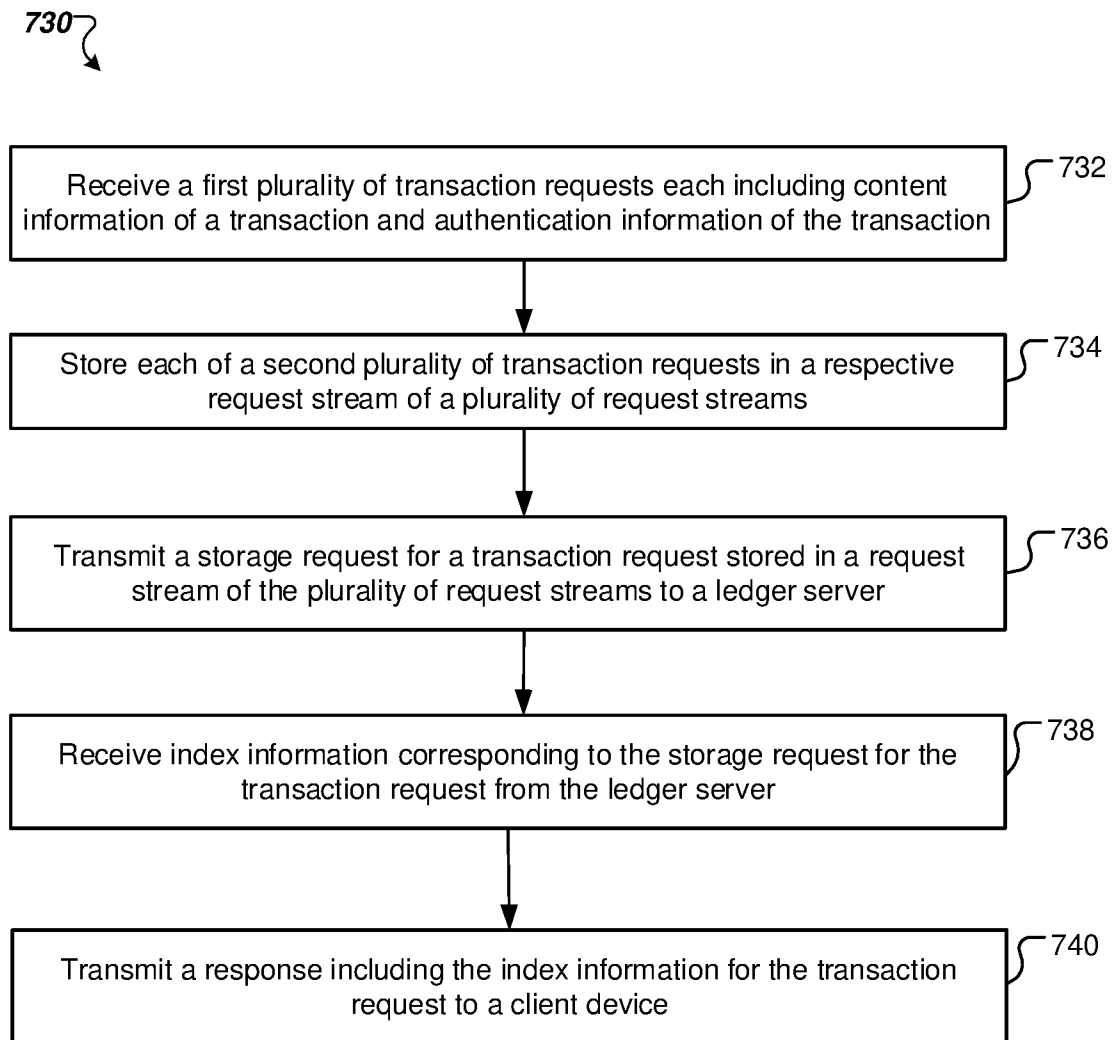 730
Receive a first plurality of transaction requests each including content
information of a transaction and authentication information of the transaction
732
Store each of a second plurality of transaction requests in a respective
request stream of a plurality of request streams
734
Transmit a storage request for a transaction request stored in a request
stream of the plurality of request streams to a ledger server
736
Receive index information corresponding to the storage request for the
transaction request from the ledger server
738
Transmit a response including the index information for the transaction
request to a client device
740